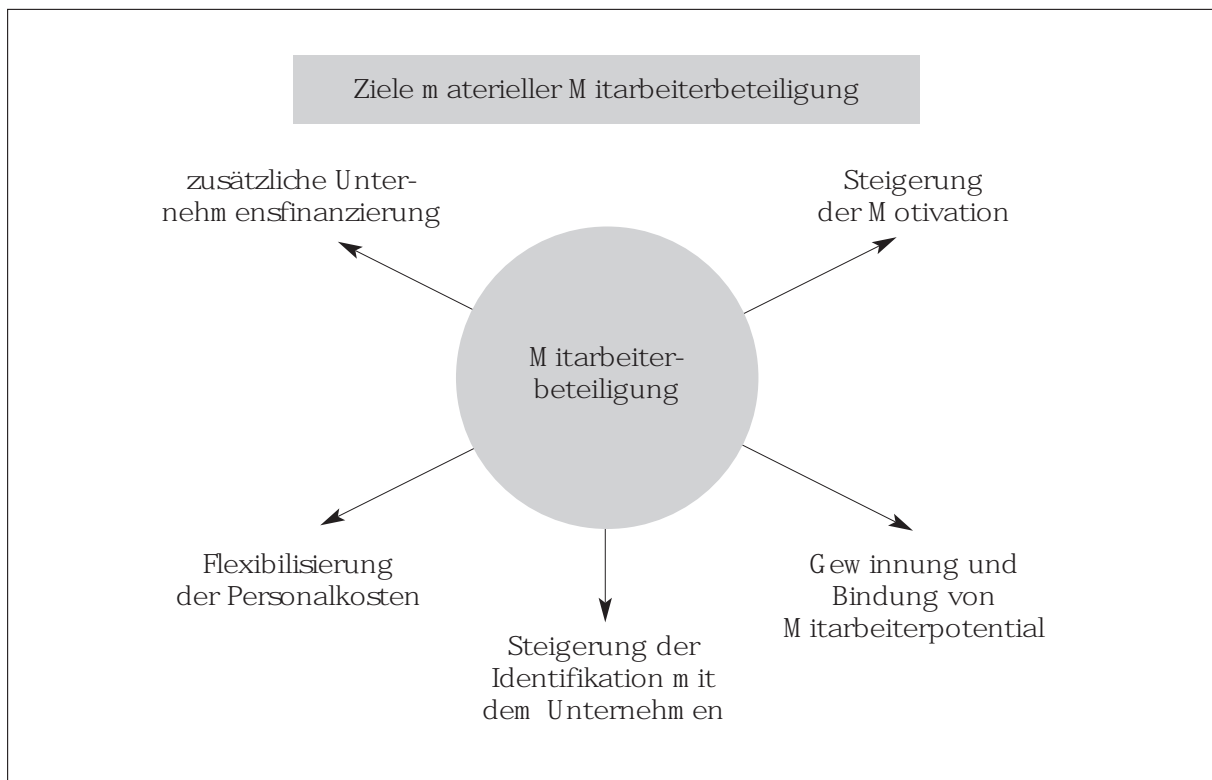 Ziele materieller Mitarbeiterbeteiligung
zusätzliche Unter-
nehmensfinanzierung
Steigerung
der Motivation
Mitarbeiter-
beteiligung
Flexibilisierung
der Personalkosten
Steigerung der
Identifikation mit
dem Unternehmen
Gewinnung und
Bindung von
Mitarbeiterpotential